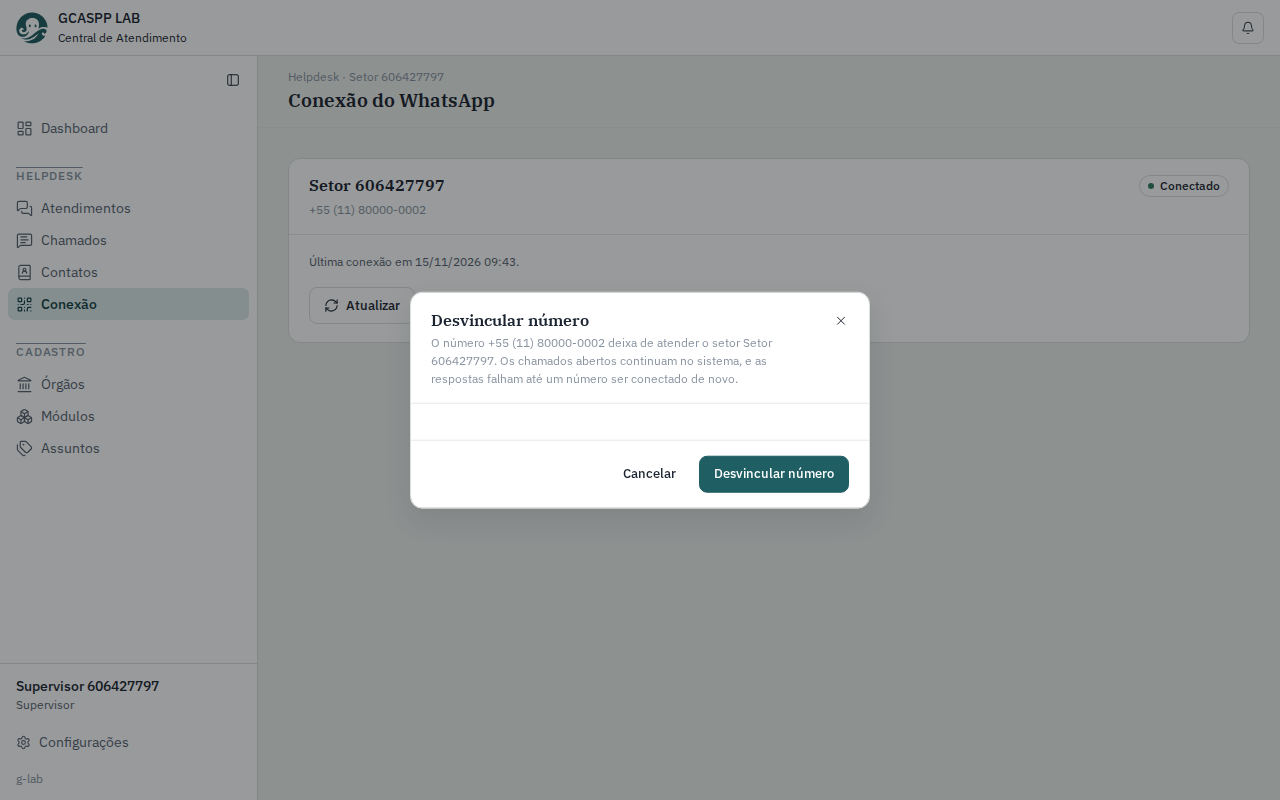 GCASPP LAB
Central de Atendimento
Helpdesk · Setor 606427797
Conexão do WhatsApp
Dashboard
HELPDESK
Atendimentos
Chamados
Contatos
Conexão
CADASTRO
Órgãos
Módulos
Assuntos
Setor 606427797
Conectado
+55 (11) 80000-0002
Última conexão em 15/11/2026 09:43.
Atualizar
Desvincular número
O número +55 (11) 80000-0002 deixa de atender o setor Setor
606427797. Os chamados abertos continuam no sistema, e as
respostas falham até um número ser conectado de novo.
Cancelar
Desvincular número
Supervisor 606427797
Supervisor
Configurações
g-lab